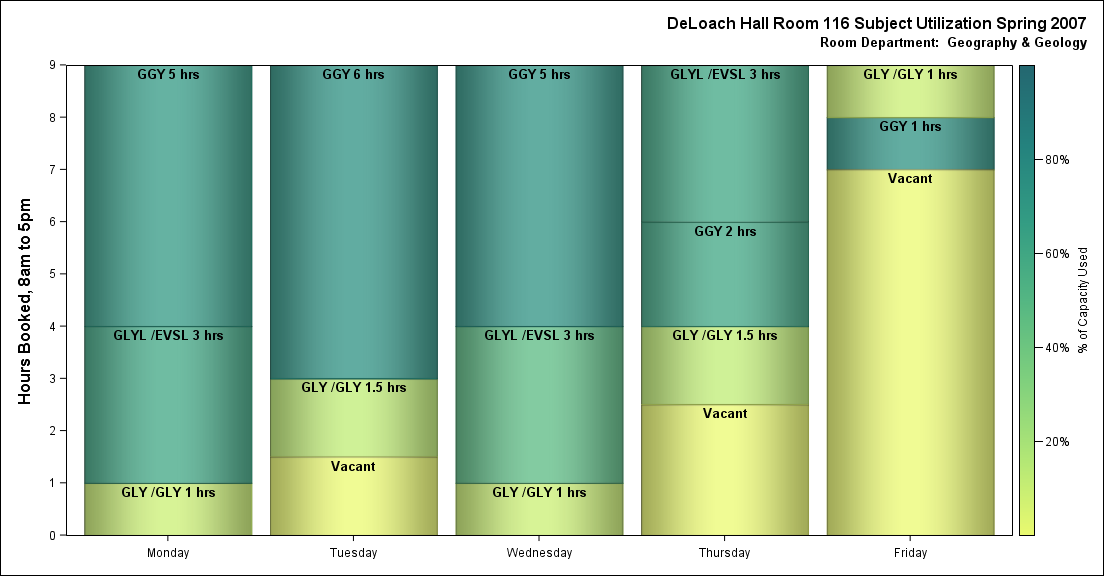 DeLoach Hall Room 116 Subject Utilization Spring 2007
Room Department:  Geography & Geology
Hours Booked, 8am to 5pm
9
8
7
6
5
4
3
2
1
0
GGY 5 hrs
GLYL /EVSL 3 hrs
GLY /GLY 1 hrs
GGY 6 hrs
GLY /GLY 1.5 hrs
Vacant
GGY 5 hrs
GLYL /EVSL 3 hrs
GLY /GLY 1 hrs
GLYL /EVSL 3 hrs
GGY 2 hrs
GLY /GLY 1.5 hrs
Vacant
GLY /GLY 1 hrs
GGY 1 hrs
Vacant
Monday
Tuesday
Wednesday
Thursday
Friday
80%
60%
40%
20%
% of Capacity Used